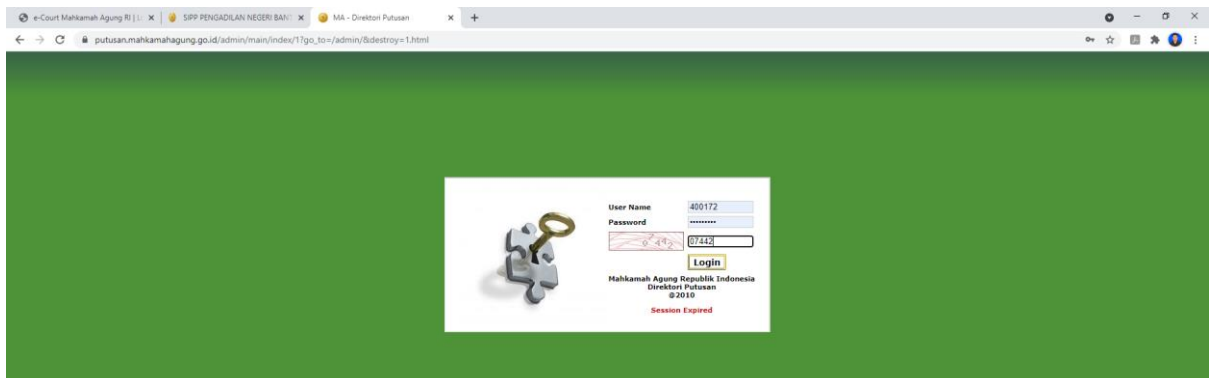 e-Court Mahkamah Agung RI |
SIPP PENGADILAN NEGERI BAN
MA - Direktori Putusan
putusan.mahkamahagung.go.id/admin/main/index/1?go_to=/admin/&destroy=1.html
User Name 400172
Password •••••••••
07442
Login
Mahkamah Agung Republik Indonesia
Direktori Putusan
@2010
Session Expired